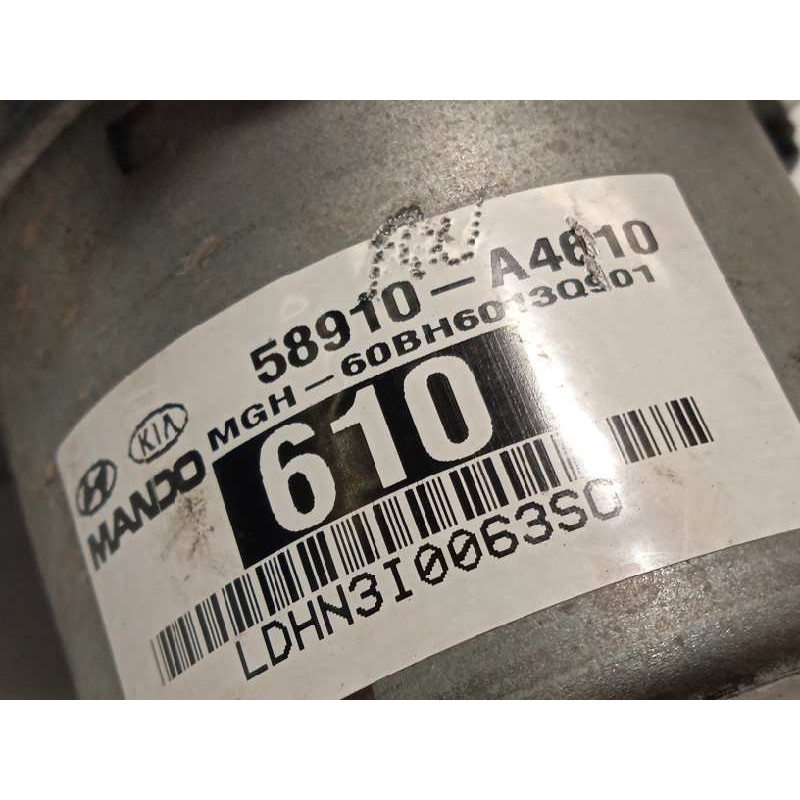 58910-A4610
MGH-60BH6013QS01
KIA
MANDO
610
LDHN3I0063SC